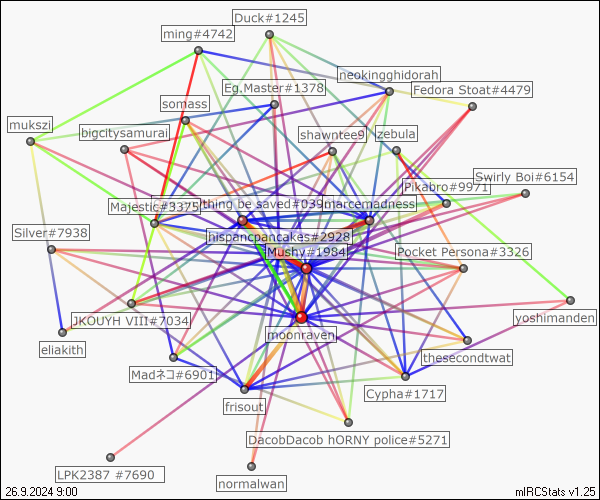 Duck#1245
ming#4742
neokingghidorah
Eg.Master#1378
Fedora Stoat#4479
somass
mukszi
bigcitysamurai
shawntee9
zebula
Swirly Boi#6154
Pikabro#9971
Majestic#3375
thing be saved#039
marcemadness
Silver#7938
hispancpancakes#2928
Mushy#1984
Pocket Persona#3326
JKOUYH VIII#7034
yoshimanden
moonraven
eliakith
thesecondtwat
Madネコ#6901
Cypha#1717
frisout
DacobDacob hORNY police#5271
LPK2387 #7690
normalwan
26.9.2024 9:00
mIRCStats v1.25